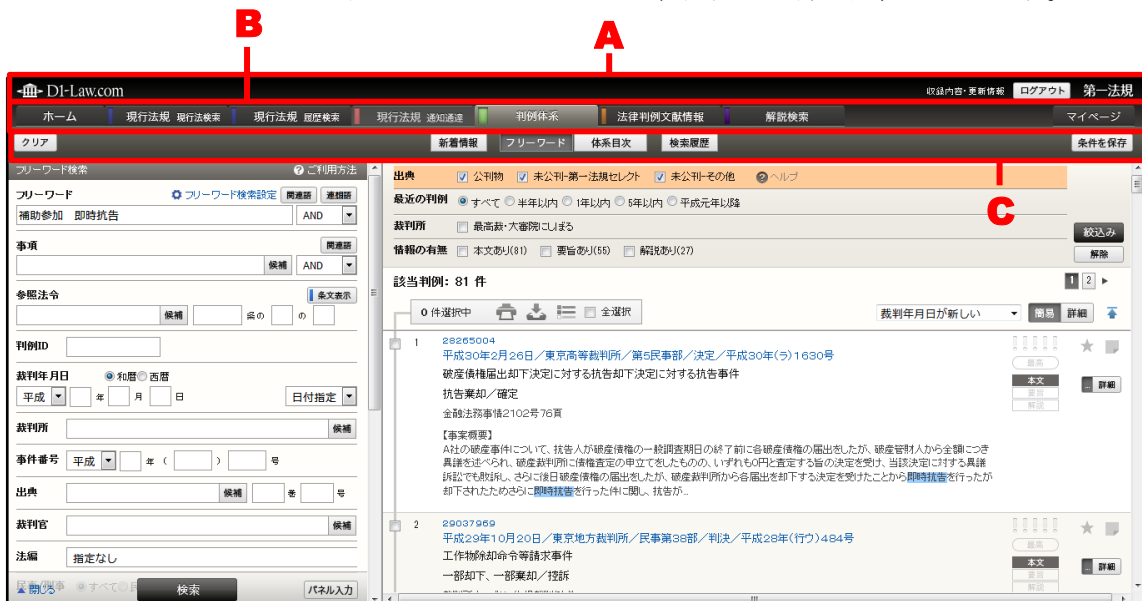 B
A
D1-Law.com
収録内容・更新情報 ログアウト 第一法規
ホーム 現行法規 現行法検索 現行法規 履歴検索 現行法規 通知通達 判例体系 法律判例文献情報 解説検索 マイページ
クリア 新着情報 フリーワード 体系目次 検索履歴 条件を保存
C
フリーワード検索 ご利用方法
フリーワード フリーワード検索設定 関連語 連想語
補助参加 即時抗告 AND
事項 関連語
候補 AND
参照法令 条文表示
候補 条の の
判例ID
裁判年月日 和暦 西暦
平成 年 月 日 日付指定
裁判所 候補
事件番号 平成 年 ( ) 号
出典 候補 巻 号
裁判官 候補
法編 指定なし
閉じる すべて 検索 パネル入力
出典 公刊物 未公刊-第一法規セレクト 未公刊-その他 ヘルプ
最近の判例 すべて 半年以内 1年以内 5年以内 平成元年以降
裁判所 最高裁・大審院にしぼる
絞込み
情報の有無 本文あり(81) 要旨あり(55) 解説あり(27)
解除
該当判例: 81 件 1 2
0 件選択中 全選択 裁判年月日が新しい 簡易 詳細
1 28265004
平成30年2月26日／東京高等裁判所／第5民事部／決定／平成30年(ラ)1630号
破産債権届出却下決定に対する抗告却下決定に対する抗告事件
抗告棄却／確定
金融法務事情2102号76頁
最高
本文
要旨
解説
詳細
【事案概要】
A社の破産事件について、抗告人が破産債権の一般調査期日の終了前に各破産債権の届出をしたが、破産管財人から全額につき
異議を述べられ、破産裁判所に債権査定の申立てをしたものの、いずれも0円と査定する旨の決定を受け、当該決定に対する異議
訴訟でも敗訴し、さらに後日破産債権の届出をしたが、破産裁判所から各届出を却下する決定を受けたことから即時抗告を行ったが
却下されたためさらに即時抗告を行った件に関し、抗告が…
2 29037969
平成29年10月20日／東京地方裁判所／民事第38部／判決／平成28年(行ウ)484号
工作物除却命令等請求事件
一部却下、一部棄却／控訴
最高
本文
要旨
解説
詳細